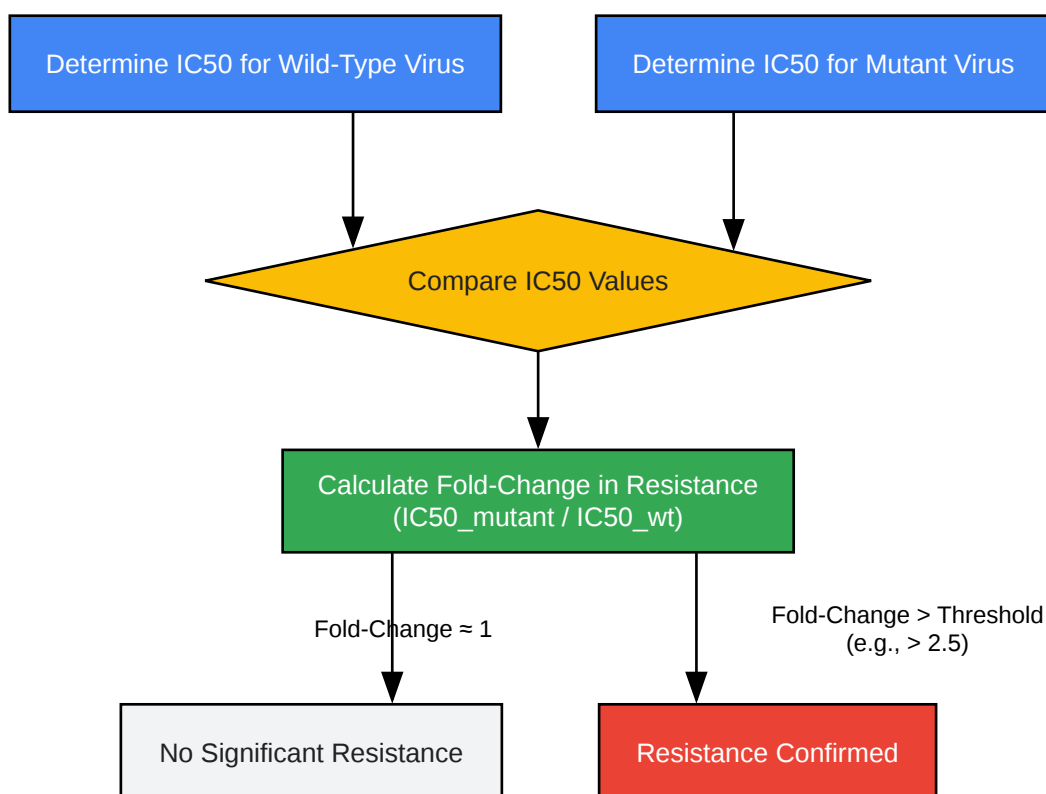 Determine IC50 for Wild-Type Virus
Determine IC50 for Mutant Virus
Compare IC50 Values
Calculate Fold-Change in Resistance
(IC50_mutant / IC50_wt)
Fold-Change ≈ 1
Fold-Change > Threshold
(e.g., > 2.5)
No Significant Resistance
Resistance Confirmed